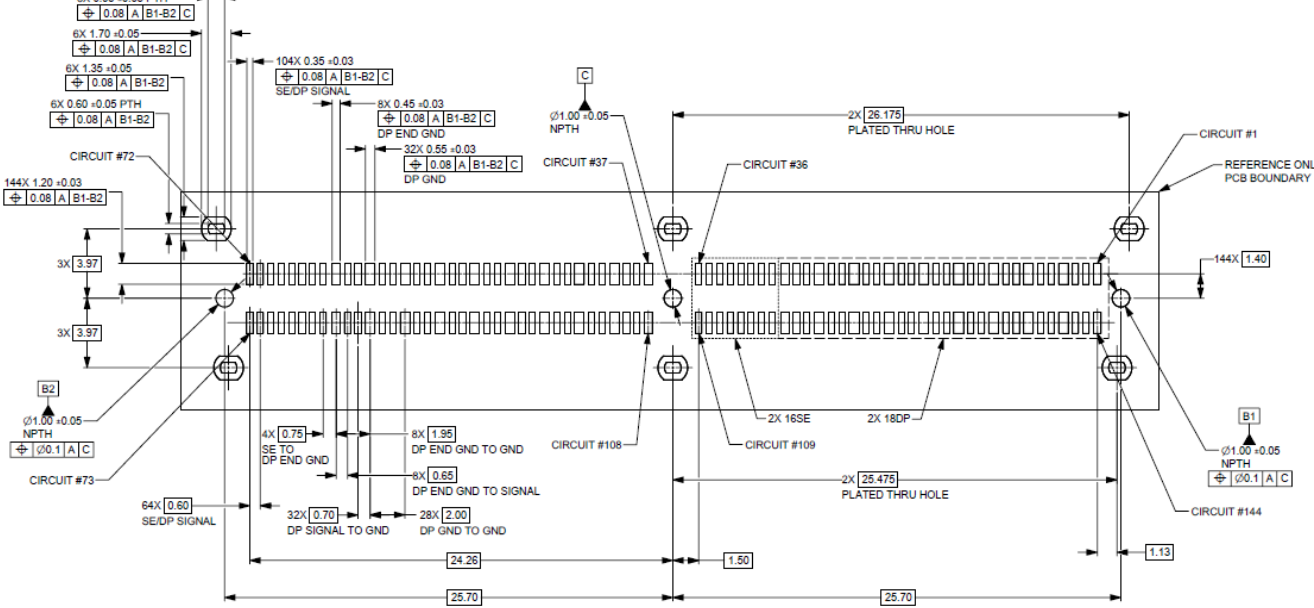 ⌖ 0.08 A B1-B2 C
6X 1.70 ±0.05
⌖ 0.08 A B1-B2 C
6X 1.35 ±0.05
⌖ 0.08 A B1-B2
6X 0.60 ±0.05 PTH
⌖ 0.08 A B1-B2
CIRCUIT #72
144X 1.20 ±0.03
⌖ 0.08 A B1-B2
104X 0.35 ±0.03
⌖ 0.08 A B1-B2 C
SE/DP SIGNAL
8X 0.45 ±0.03
⌖ 0.08 A B1-B2 C
DP END GND
32X 0.55 ±0.03
⌖ 0.08 A B1-B2 C
DP GND
C
Ø1.00 ±0.05
NPTH
CIRCUIT #37
2X 26.175
PLATED THRU HOLE
CIRCUIT #36
CIRCUIT #1
REFERENCE ONL
PCB BOUNDARY
3X 3.97
144X 1.40
3X 3.97
B2
Ø1.00 ±0.05
NPTH
⌖ Ø0.1 A C
CIRCUIT #73
4X 0.75
SE TO
DP END GND
8X 1.95
DP END GND TO GND
8X 0.65
DP END GND TO SIGNAL
64X 0.60
SE/DP SIGNAL
32X 0.70
DP SIGNAL TO GND
28X 2.00
DP GND TO GND
CIRCUIT #108
2X 16SE
2X 18DP
CIRCUIT #109
B1
Ø1.00 ±0.05
NPTH
⌖ Ø0.1 A C
2X 25.475
PLATED THRU HOLE
CIRCUIT #144
24.26
1.50
1.13
25.70
25.70